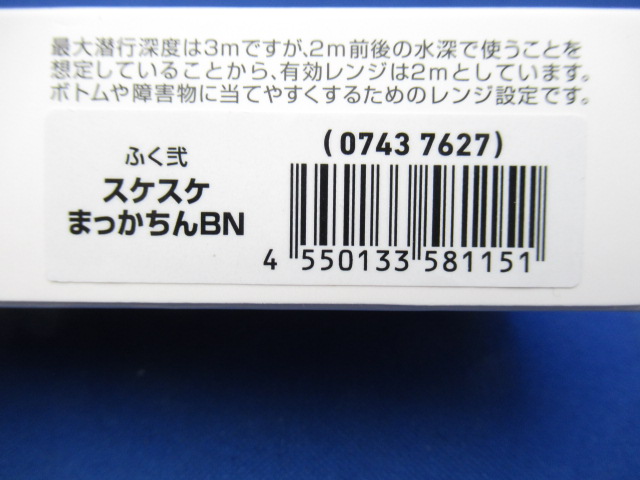 最大潜行深度は3mですが、2m前後の水深で使うことを
想定していることから、有効レンジは2mとしています。
ボトムや障害物に当てやすくするためのレンジ設定です。
(0743 7627)
ふく弐
スケスケ
まっかちんBN
4 550133 581151